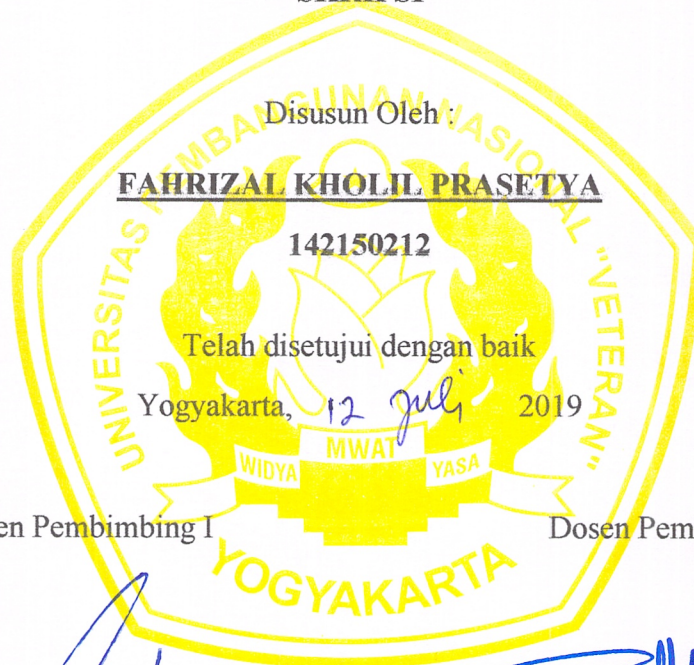 Disusun Oleh :
FAHRIZAL KHOLIL PRASETYA
142150212
Telah disetujui dengan baik
Yogyakarta, 12 Juli 2019
en Pembimbing I Dosen Pem
UNIVERSITAS PEMBANGUNAN NASIONAL "VETERAN"
WIDYA MWAT YASA
YOGYAKARTA